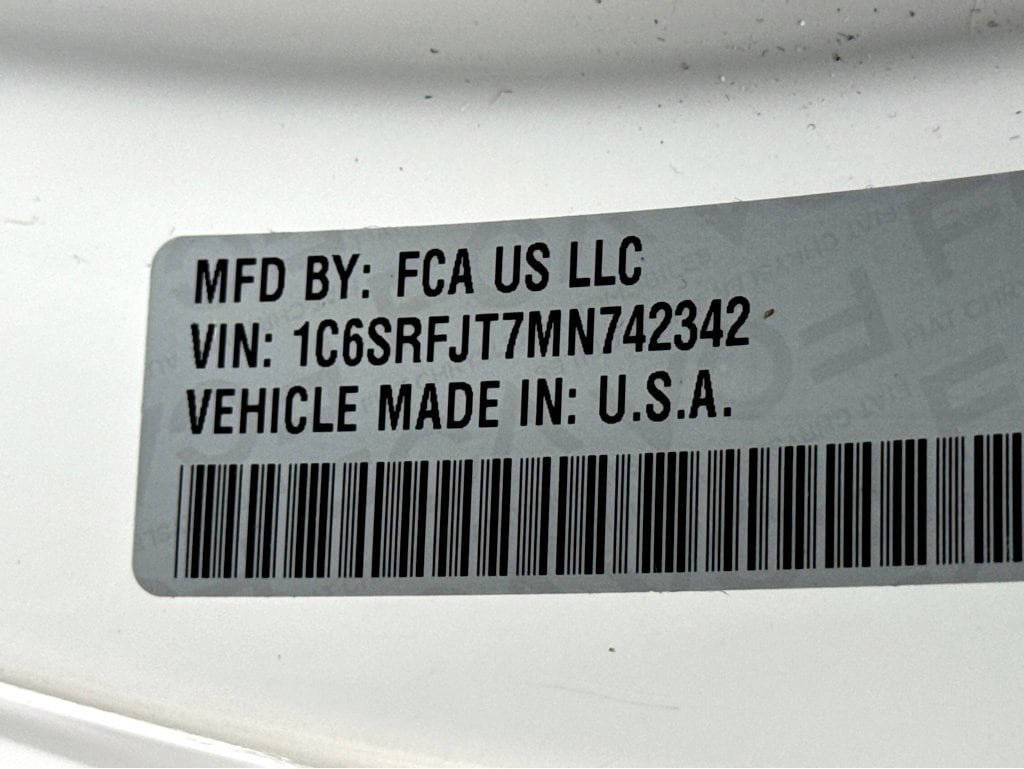 MFD BY: FCA US LLC
VIN: 1C6SRFJT7MN742342
VEHICLE MADE IN: U.S.A.